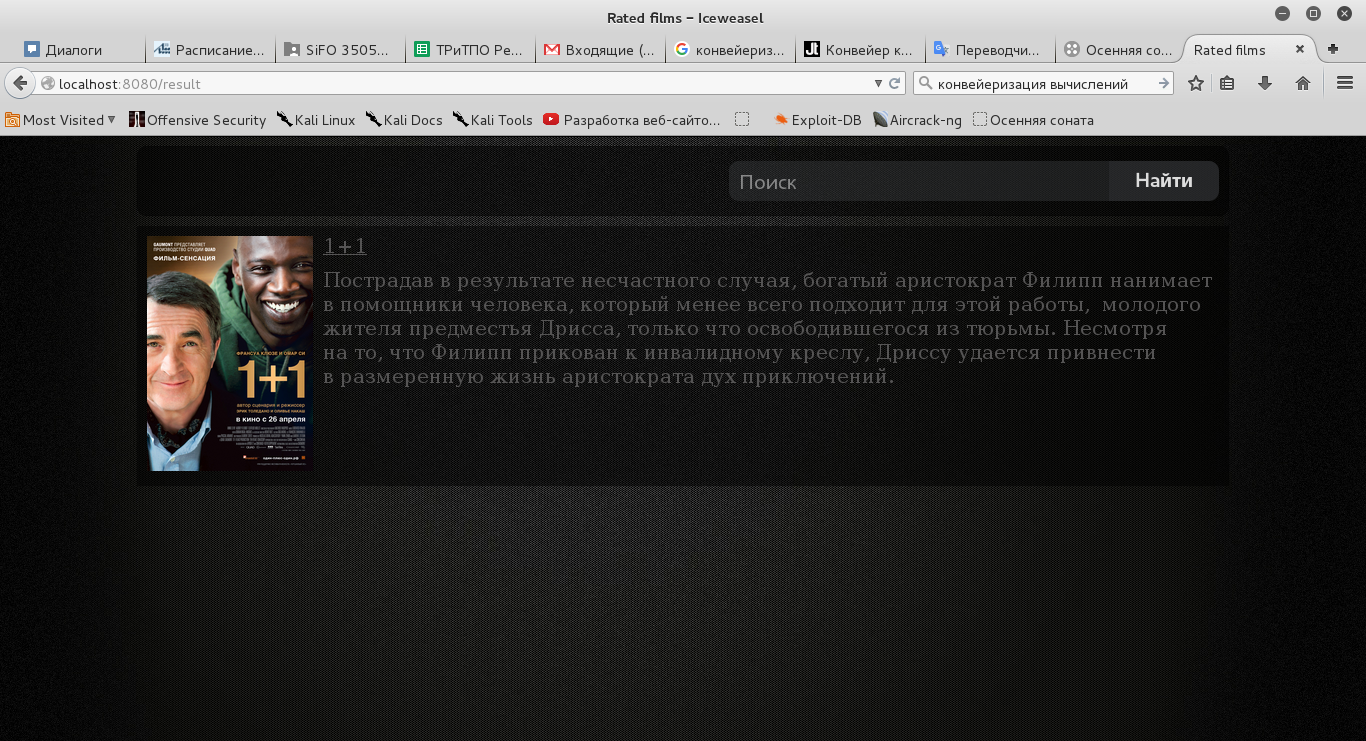 Rated films – Iceweasel
Диалоги
Расписание...
SiFO 3505...
ТРиТПО Ре...
Входящие (...
конвейериз...
Конвейер к...
Переводчи...
Осенняя со...
Rated films
localhost:8080/result
конвейеризация вычислений
Most Visited
Offensive Security
Kali Linux
Kali Docs
Kali Tools
Разработка веб-сайто...
Exploit-DB
Aircrack-ng
Осенняя соната
Поиск
Найти
GAUMONT ПРЕДСТАВЛЯЕТ
ПРОИЗВОДСТВО СТУДИИ QUAD
ФИЛЬМ-СЕНСАЦИЯ
ФРАНСУА КЛЮЗЕ И ОМАР СИ
1+1
автор сценария и режиссер
ЭРИК ТОЛЕДАНО И ОЛИВЬЕ НАКАШ
в кино с 26 апреля
один-плюс-один.рф
1+1
Пострадав в результате несчастного случая, богатый аристократ Филипп нанимает
в помощники человека, который менее всего подходит для этой работы, молодого
жителя предместья Дрисса, только что освободившегося из тюрьмы. Несмотря
на то, что Филипп прикован к инвалидному креслу, Дриссу удается привнести
в размеренную жизнь аристократа дух приключений.